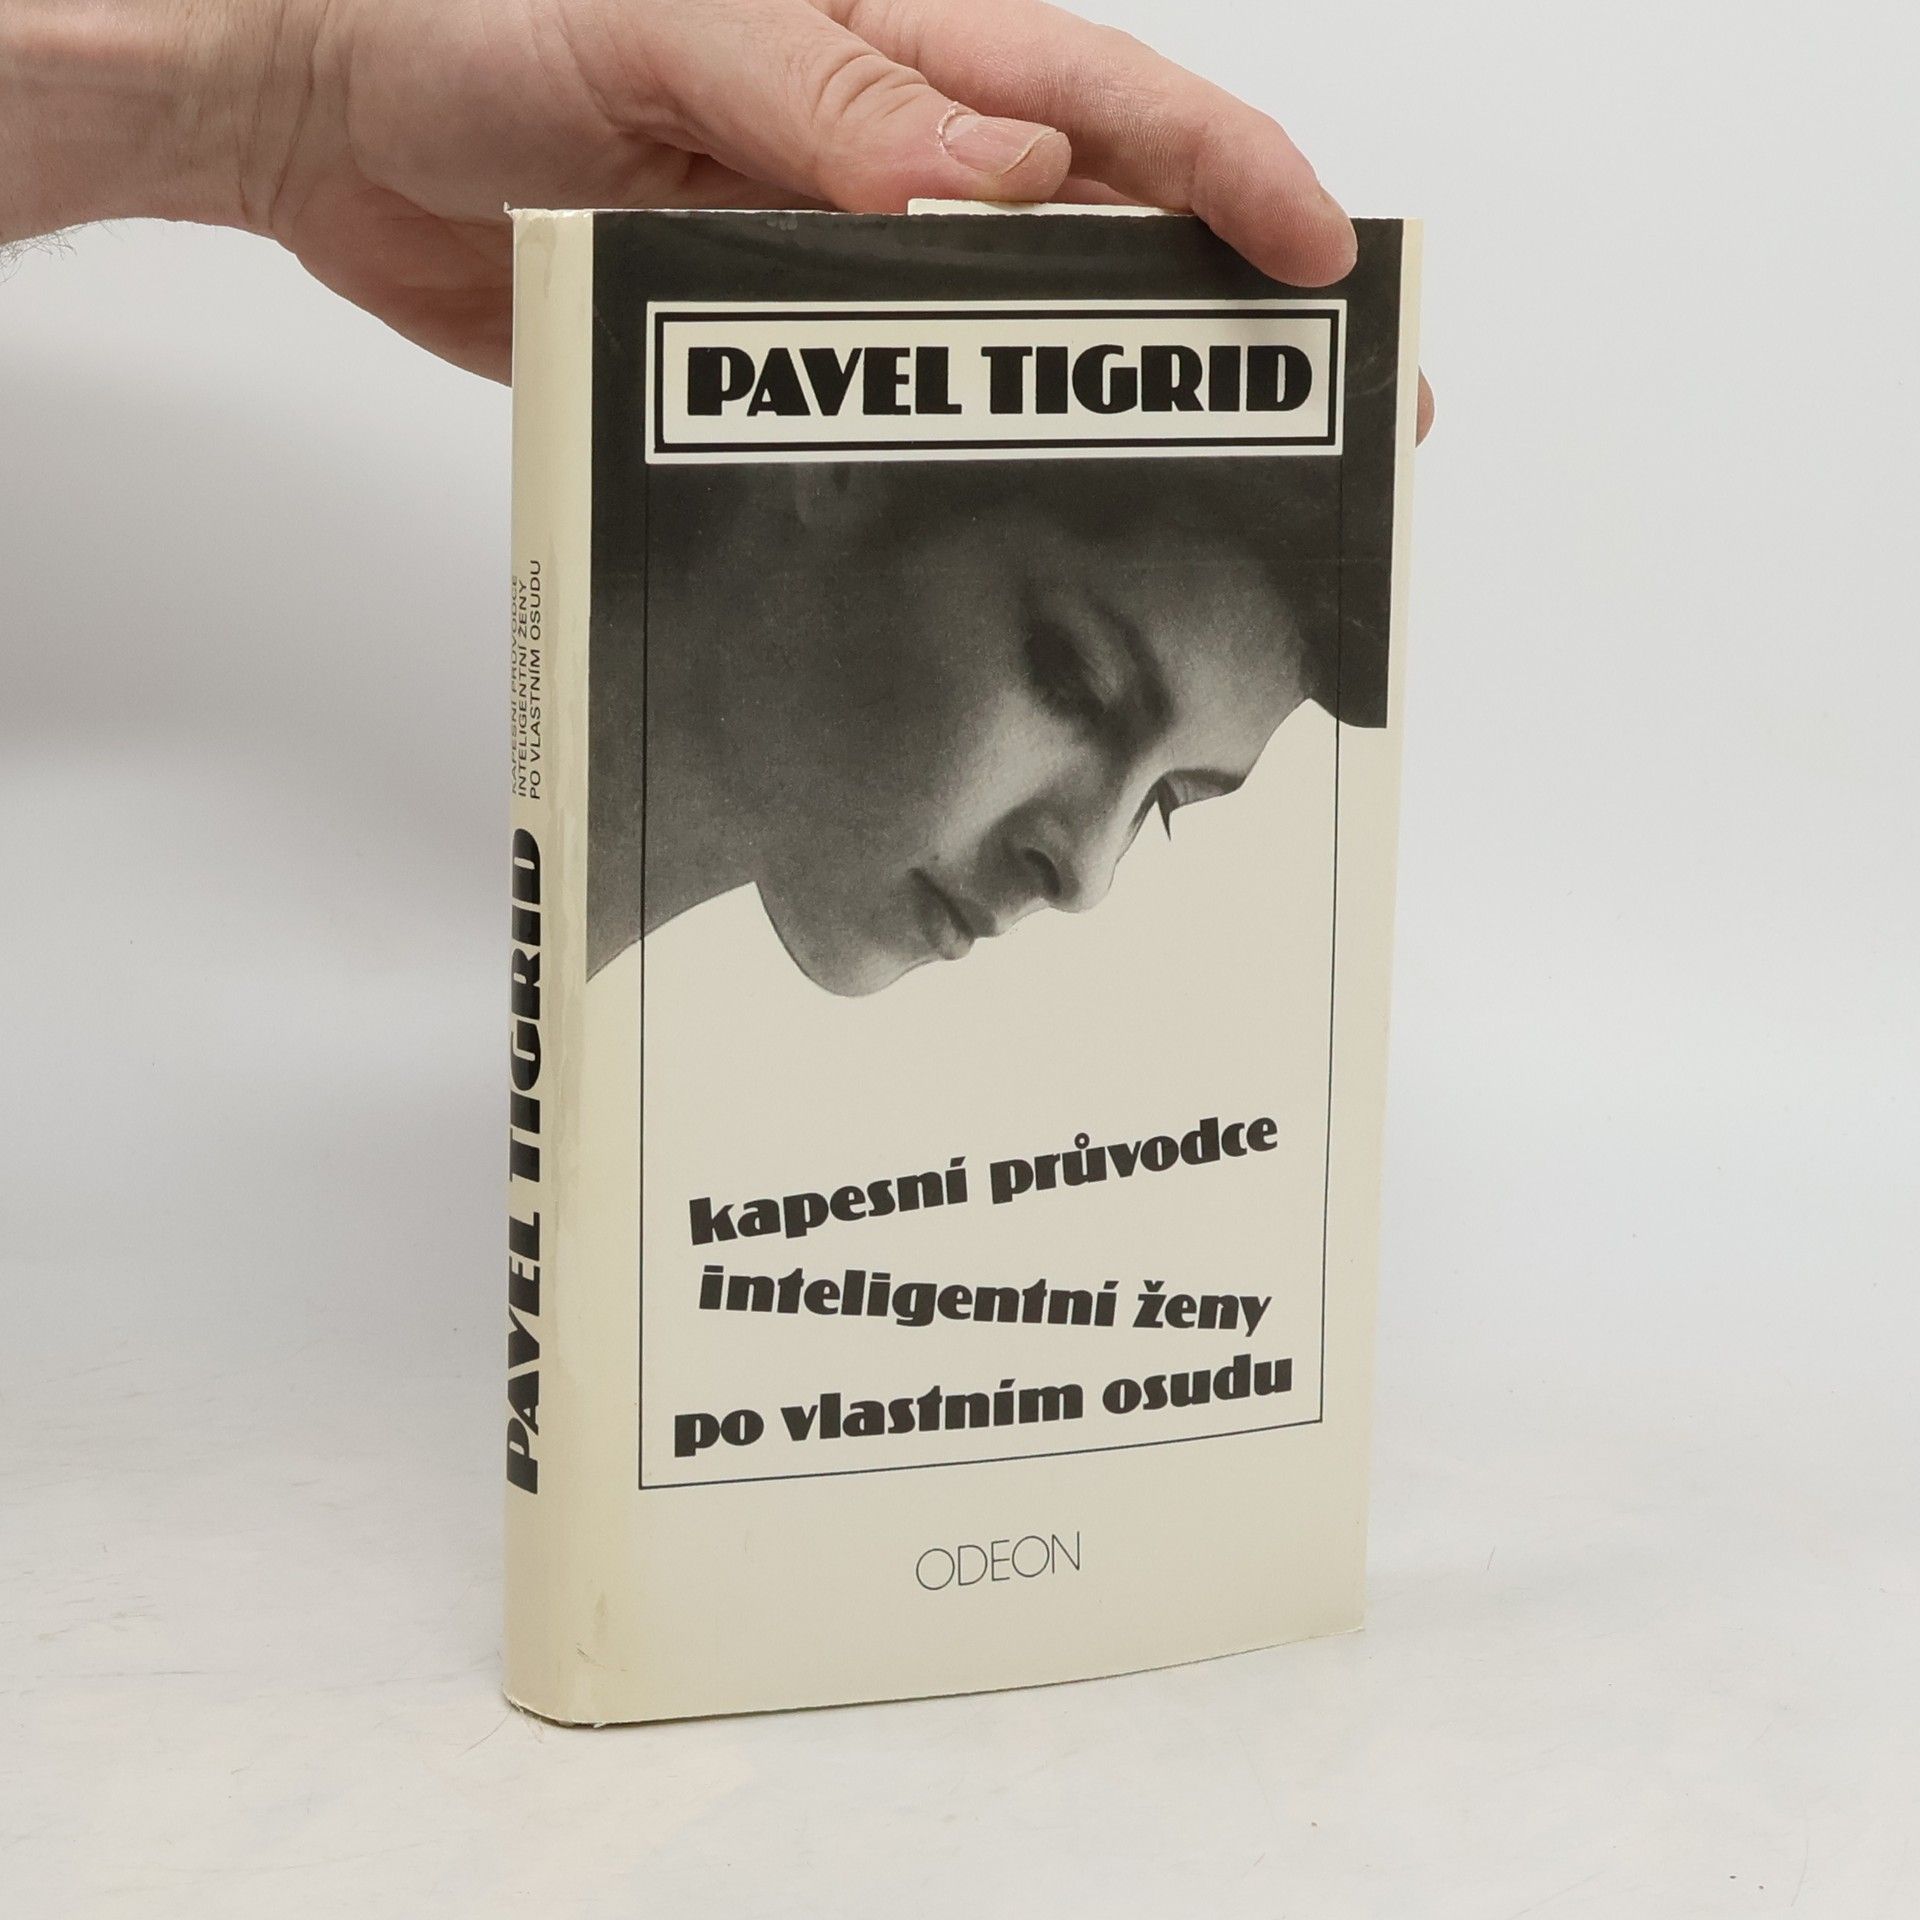 PAVEL TIGRID
kapesní průvodce
inteligentní ženy
po vlastním osudu
ODEON
PAVEL TIGRID
KAPESNÍ PRŮVODCE
INTELIGENTNÍ ŽENY
PO VLASTNÍM OSUDU